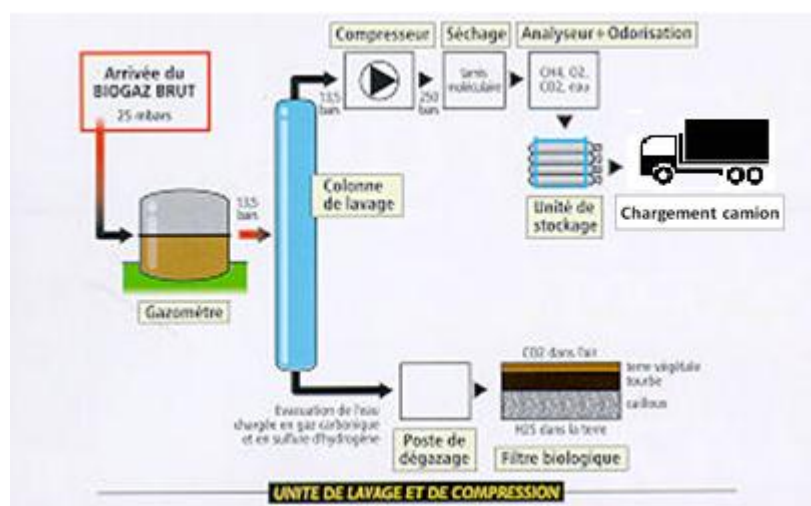 Compresseur
Séchage
Analyseur + Odorisation
Arrivée du
BIOGAZ BRUT
25 mbars
13,5
bars
250
bars
tamis
moléculaire
CH4, O2,
CO2, eau
13,5
bars
Colonne
de lavage
Unité de
stockage
Chargement camion
Gazomètre
CO2 dans l'air
terre végétale
tourbe
cailloux
H2S dans la terre
Evacuation de l'eau
chargée en gaz carbonique
et en sulfure d'hydrogène
Poste de
dégazage
Filtre biologique
UNITE DE LAVAGE ET DE COMPRESSION